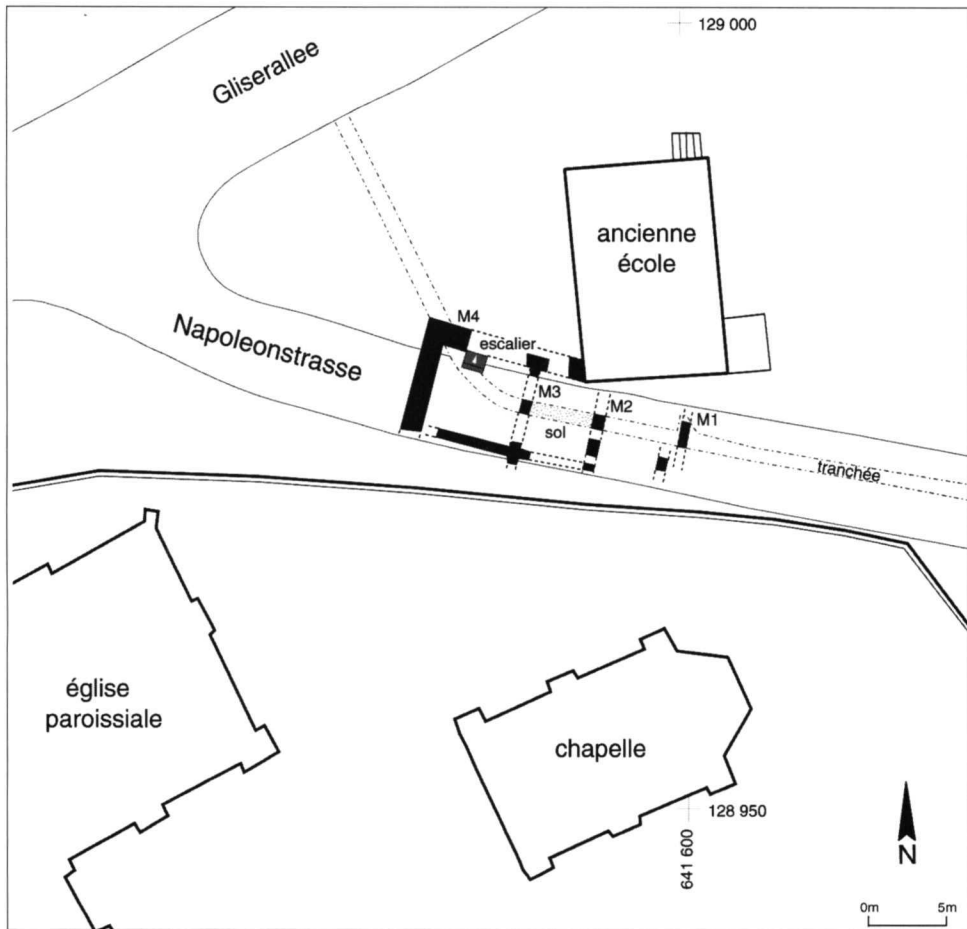 129 000
Gliserallee
ancienne
école
M4
escalier
Napoleonstrasse
M3
M2
M1
sol
tranchée
église
paroissiale
chapelle
128 950
641 600
N
0m
5m